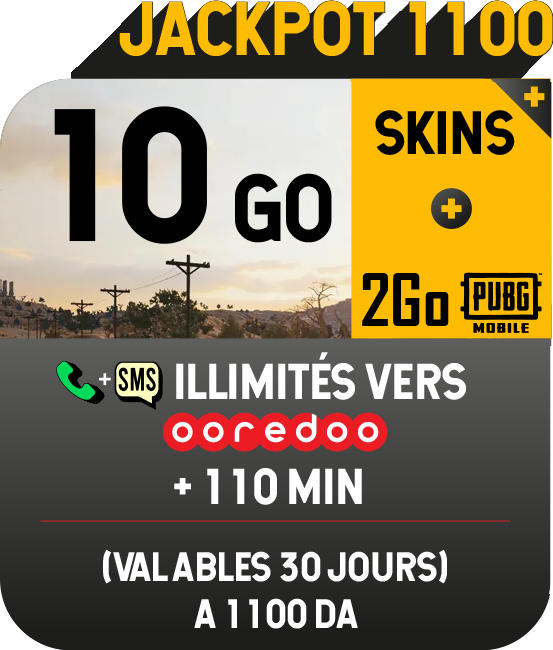 JACKPOT 1100
10 GO
SKINS
+
+
2Go PUBG
MOBILE
+ SMS ILLIMITÉS VERS
ooredoo
+ 110 MIN
(VALABLES 30 JOURS)
A 1100 DA